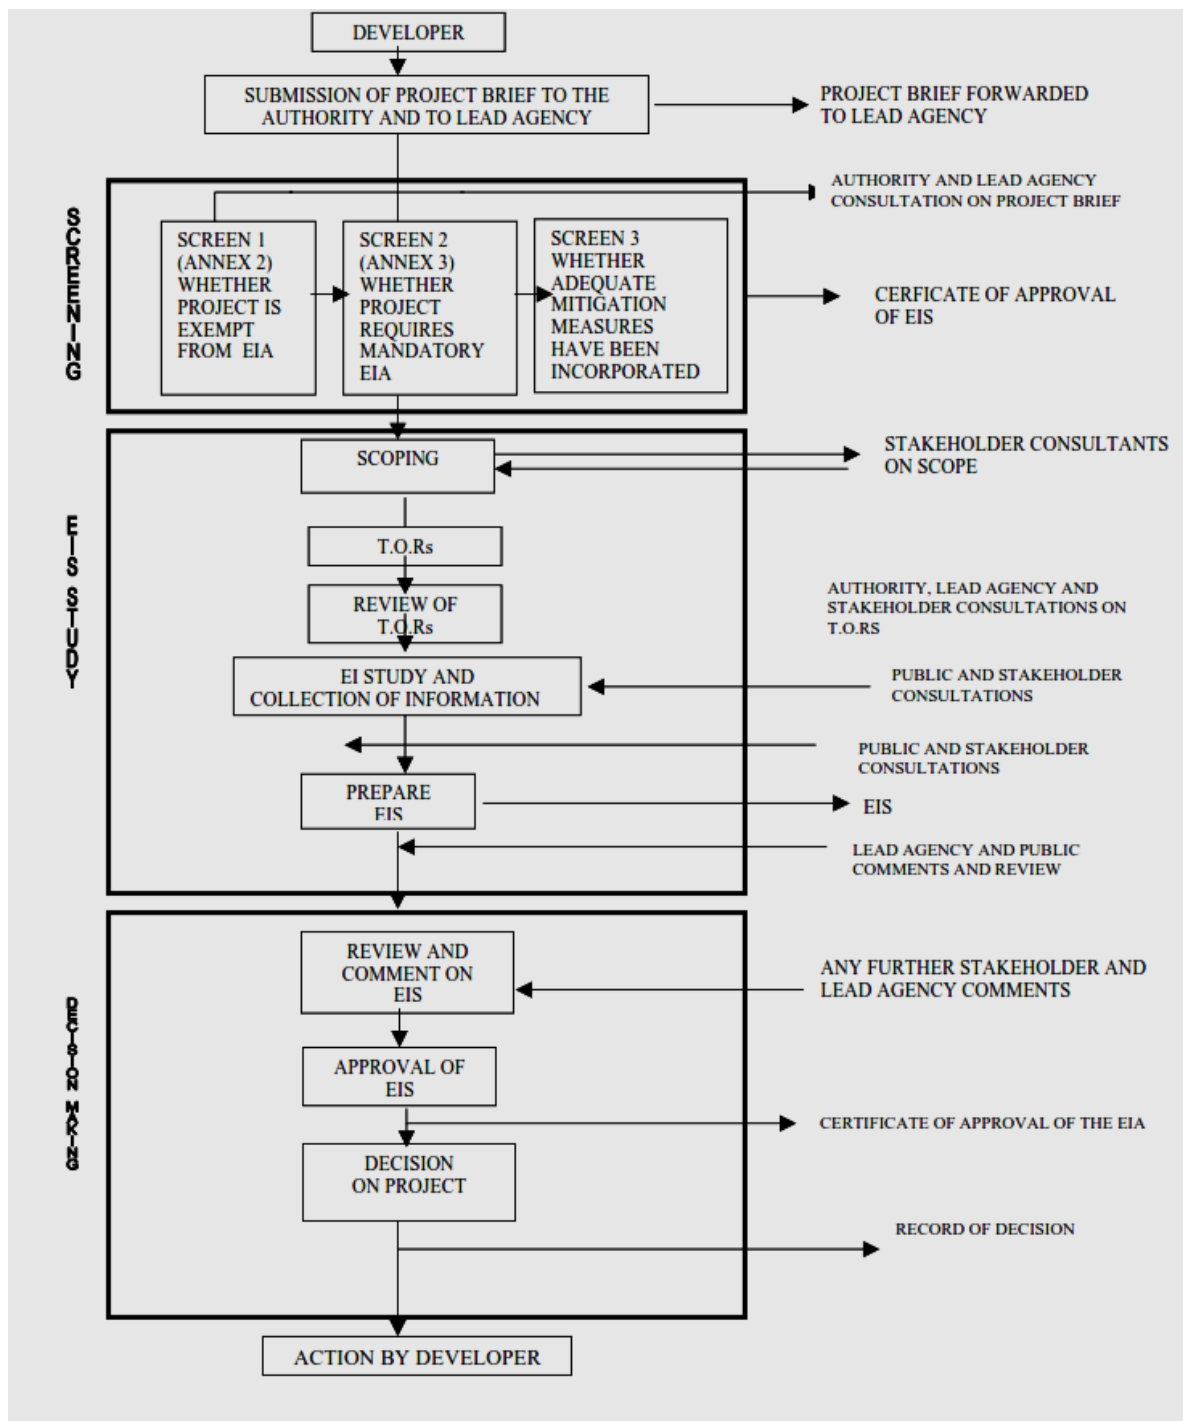 DEVELOPER
SUBMISSION OF PROJECT BRIEF TO THE
AUTHORITY AND TO LEAD AGENCY
PROJECT BRIEF FORWARDED
TO LEAD AGENCY
SCREENING
AUTHORITY AND LEAD AGENCY
CONSULTATION ON PROJECT BRIEF
SCREEN 1
(ANNEX 2)
WHETHER
PROJECT IS
EXEMPT
FROM EIA
SCREEN 2
(ANNEX 3)
WHETHER
PROJECT
REQUIRES
MANDATORY
EIA
SCREEN 3
WHETHER
ADEQUATE
MITIGATION
MEASURES
HAVE BEEN
INCORPORATED
CERFICATE OF APPROVAL
OF EIS
EIS STUDY
SCOPING
STAKEHOLDER CONSULTANTS
ON SCOPE
T.O.Rs
REVIEW OF
T.O.Rs
AUTHORITY, LEAD AGENCY AND
STAKEHOLDER CONSULTATIONS ON
T.O.RS
EI STUDY AND
COLLECTION OF INFORMATION
PUBLIC AND STAKEHOLDER
CONSULTATIONS
PUBLIC AND STAKEHOLDER
CONSULTATIONS
PREPARE
EIS
EIS
LEAD AGENCY AND PUBLIC
COMMENTS AND REVIEW
DECISION MAKING
REVIEW AND
COMMENT ON
EIS
ANY FURTHER STAKEHOLDER AND
LEAD AGENCY COMMENTS
APPROVAL OF
EIS
CERTIFICATE OF APPROVAL OF THE EIA
DECISION
ON PROJECT
RECORD OF DECISION
ACTION BY DEVELOPER